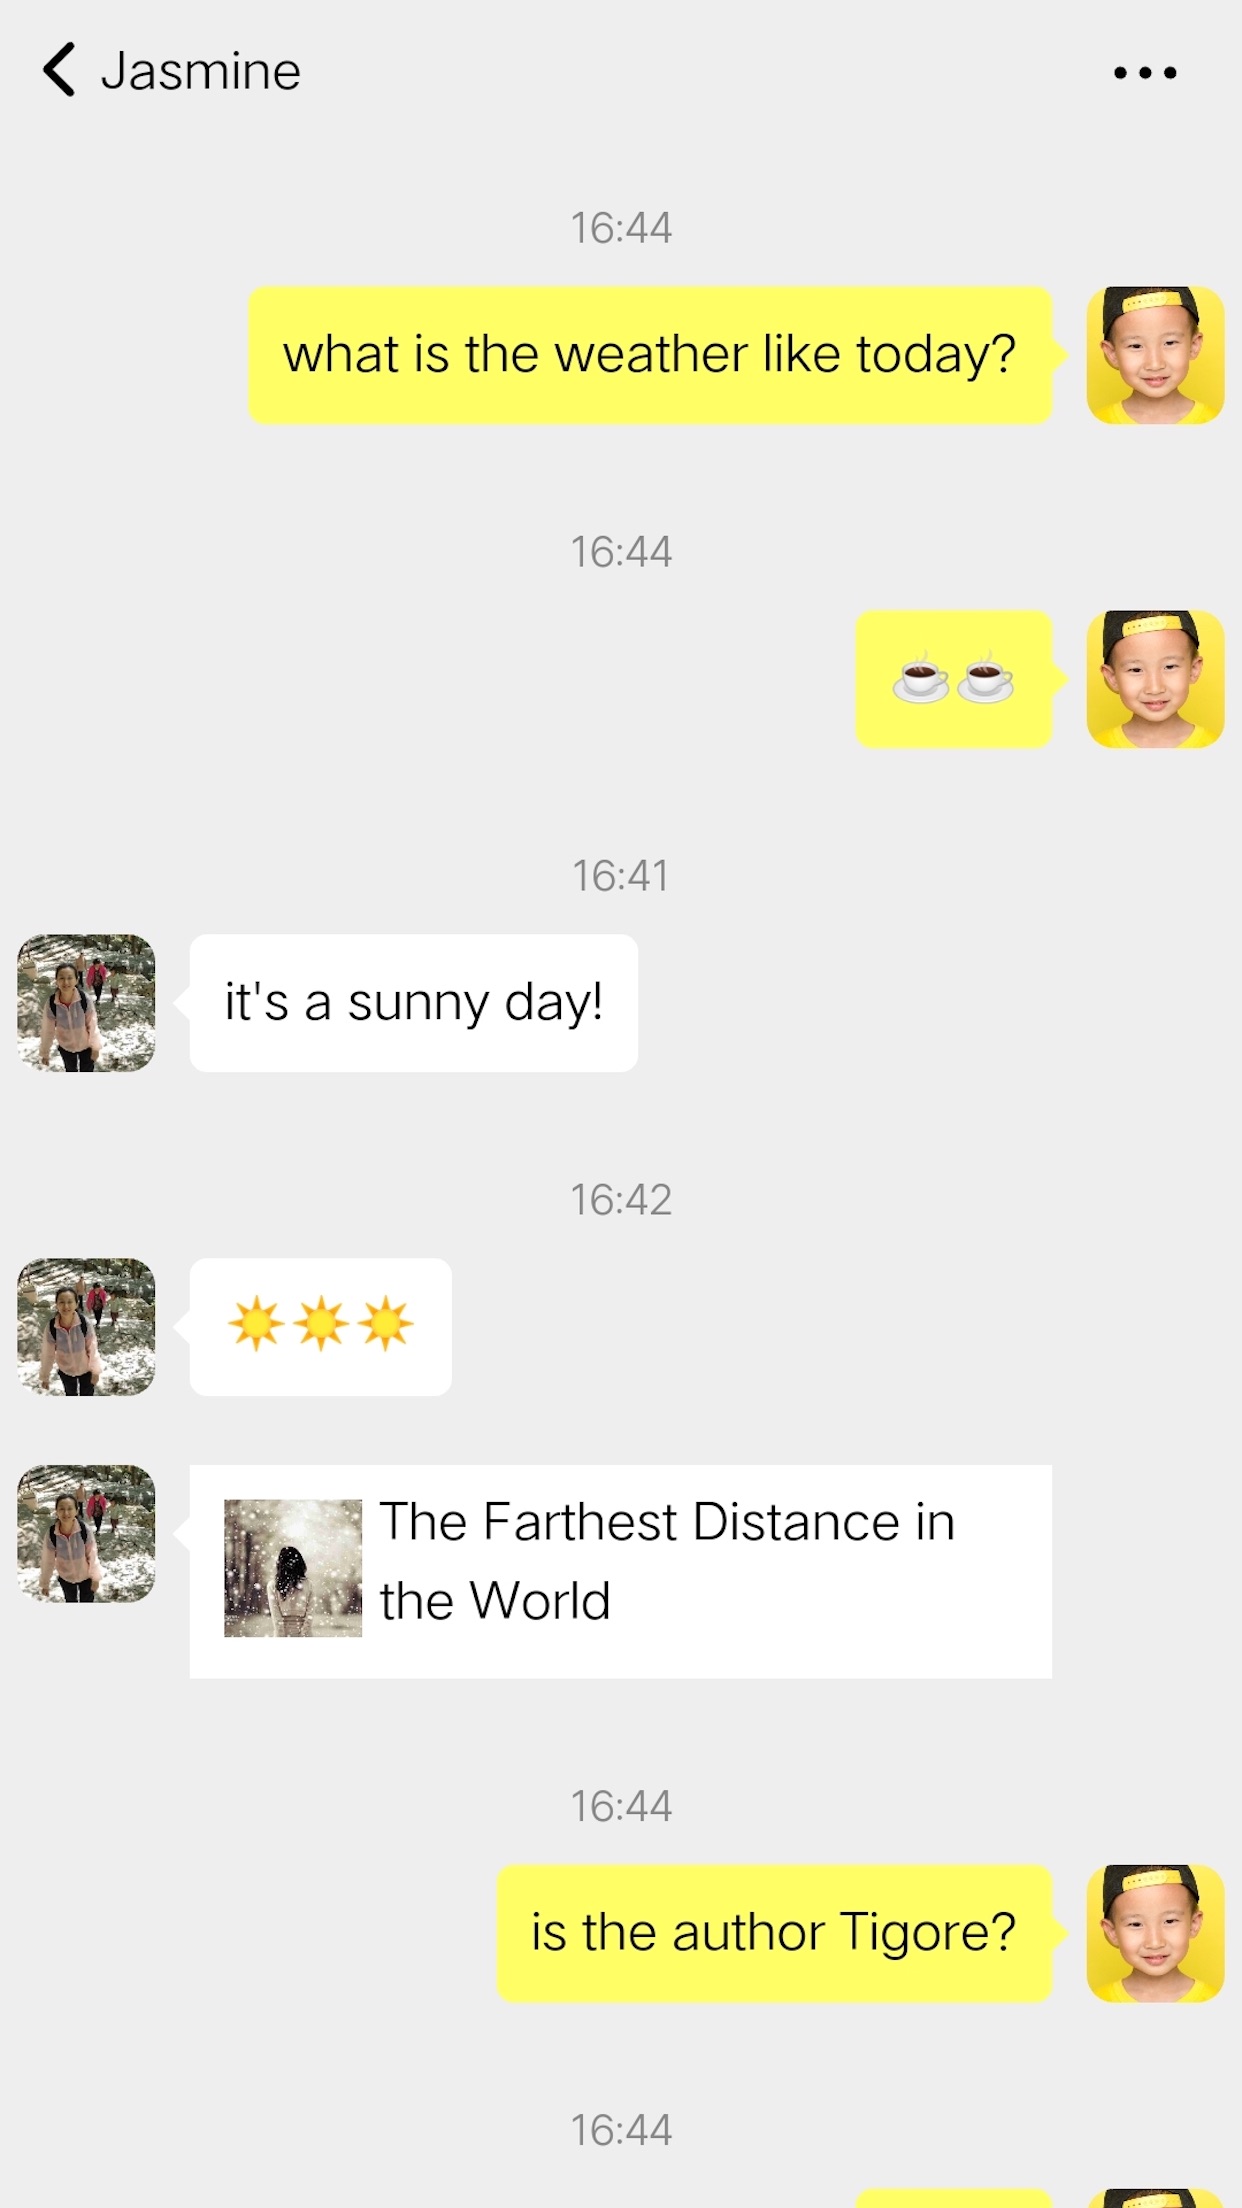 Jasmine
16:44
what is the weather like today?
16:44
16:41
it's a sunny day!
16:42
The Farthest Distance in
the World
16:44
is the author Tigore?
16:44